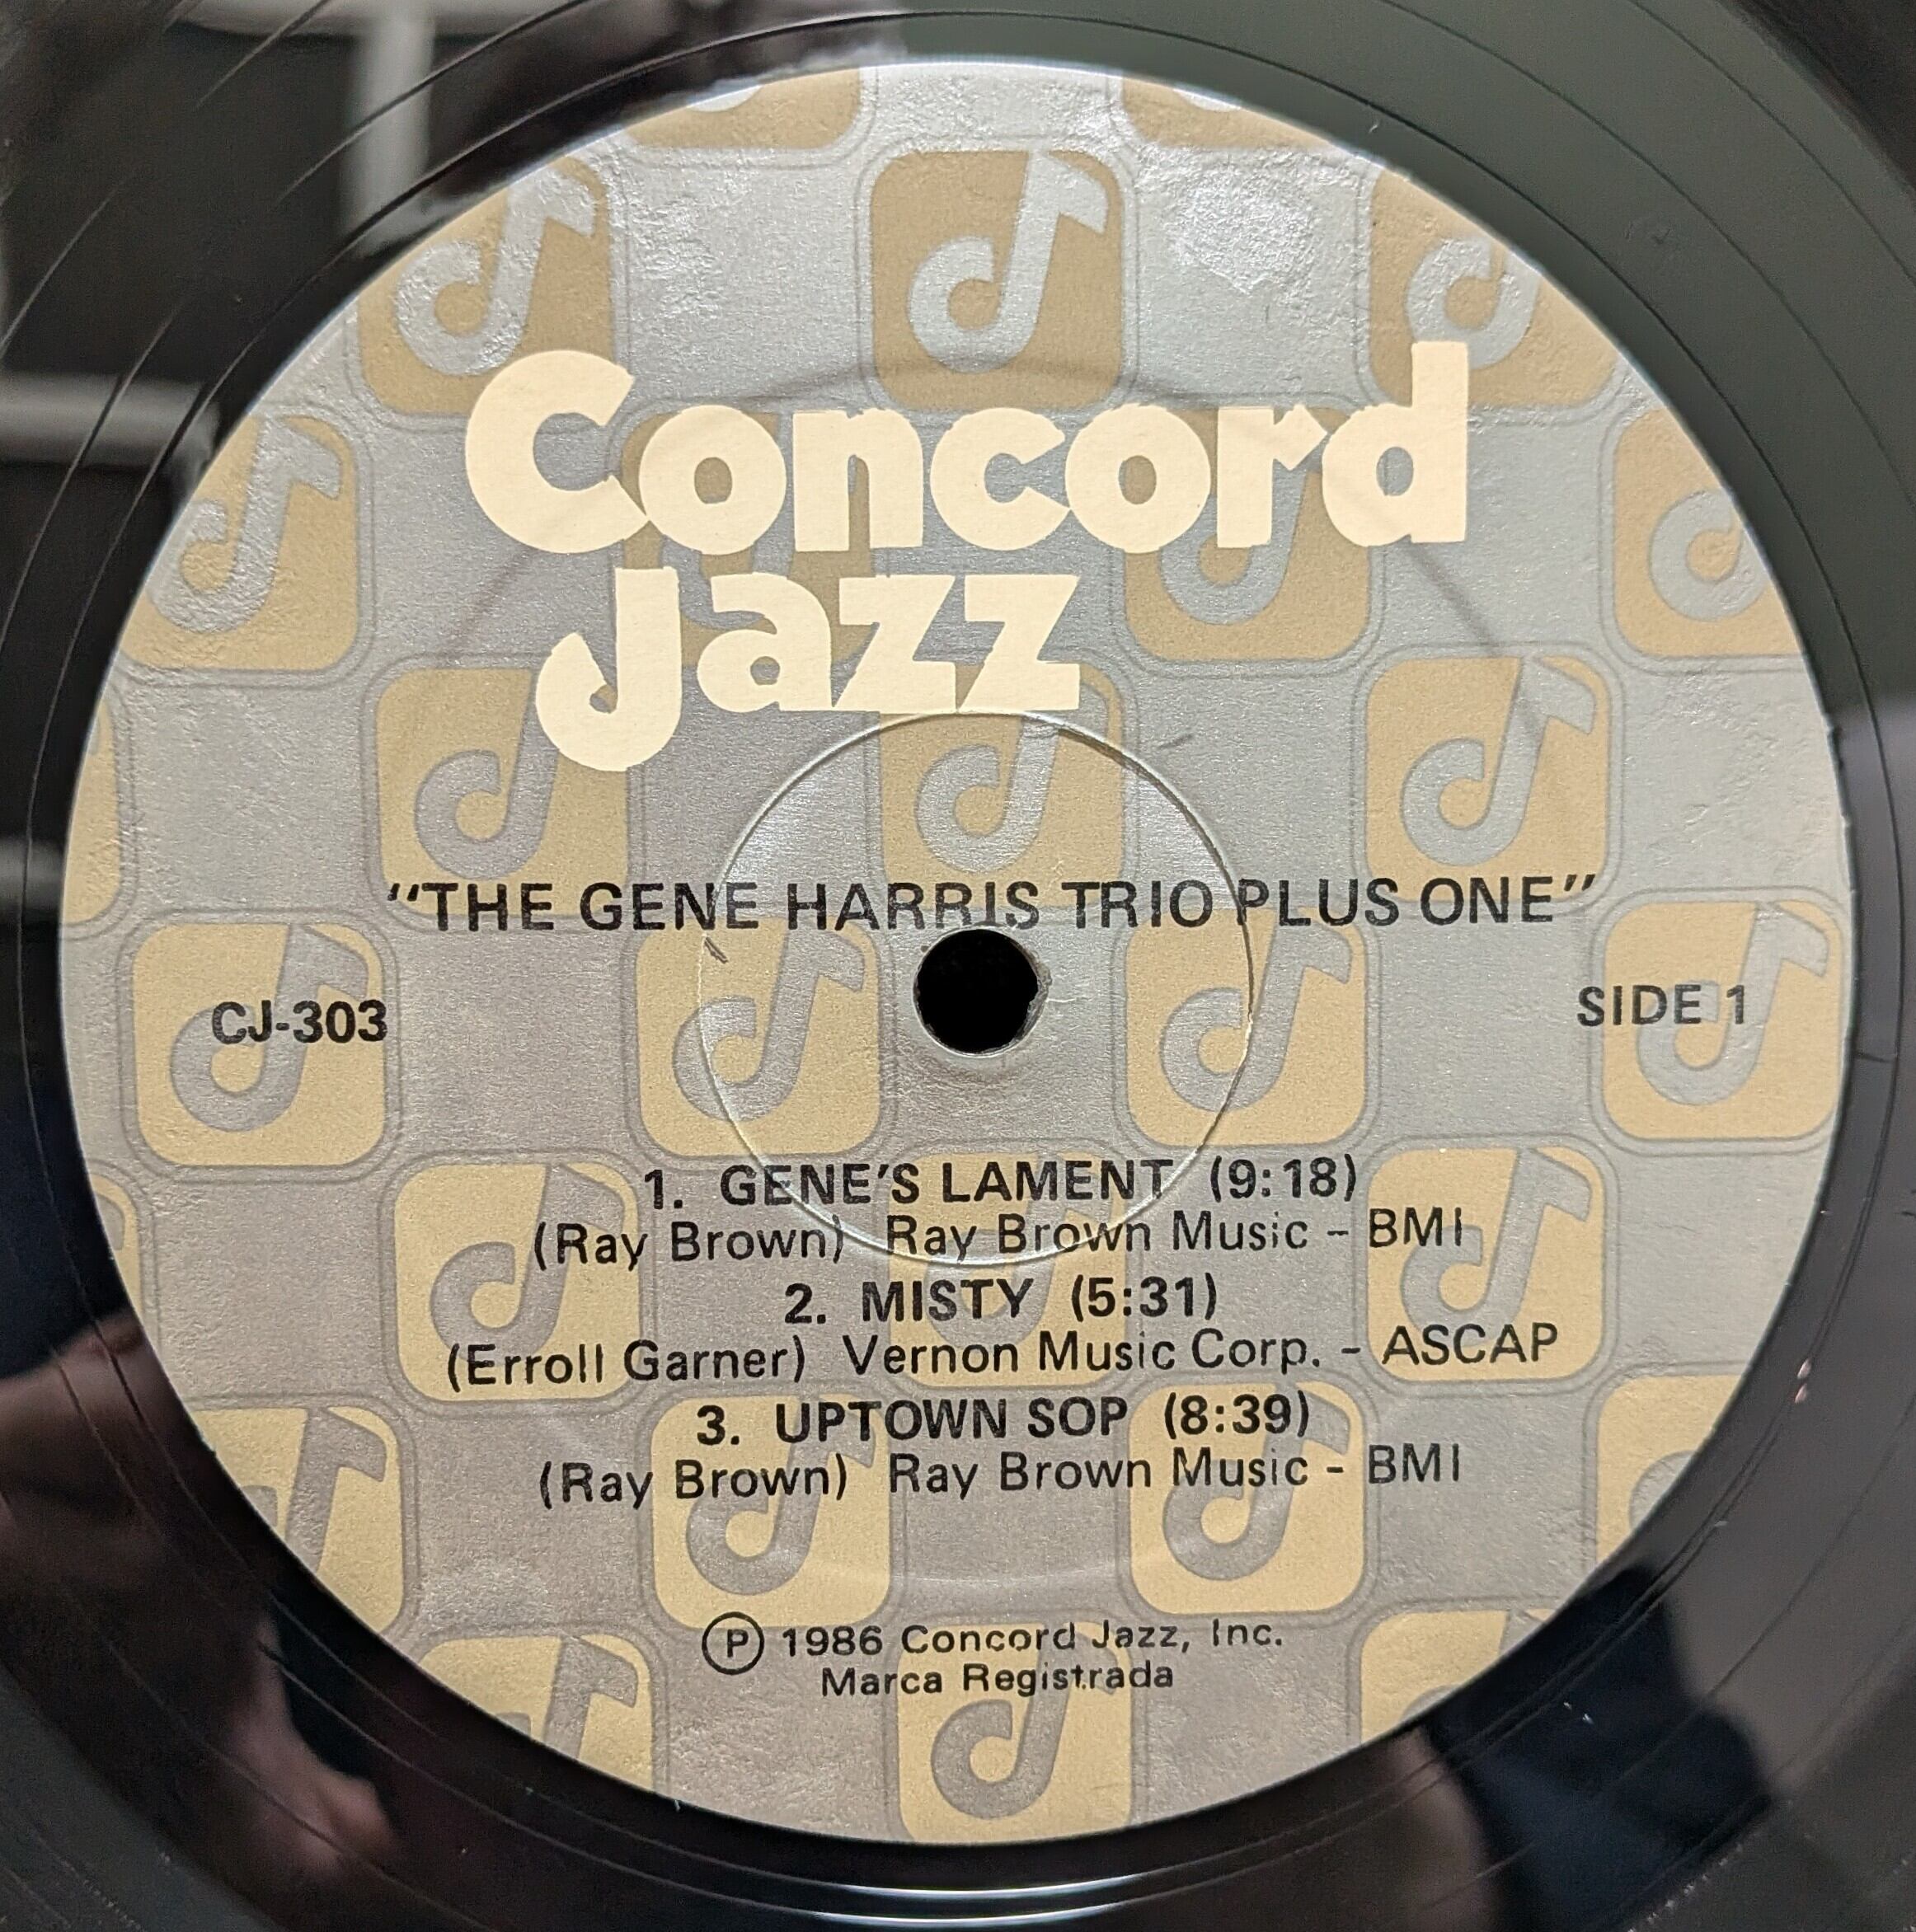 Concord
Jazz
"THE GENE HARRIS TRIO PLUS ONE"
CJ-303
SIDE 1
1. GENE'S LAMENT (9:18)
(Ray Brown) Ray Brown Music - BMI
2. MISTY (5:31)
(Erroll Garner) Vernon Music Corp. - ASCAP
3. UPTOWN SOP (8:39)
(Ray Brown) Ray Brown Music - BMI
Ⓟ 1986 Concord Jazz, Inc.
Marca Registrada